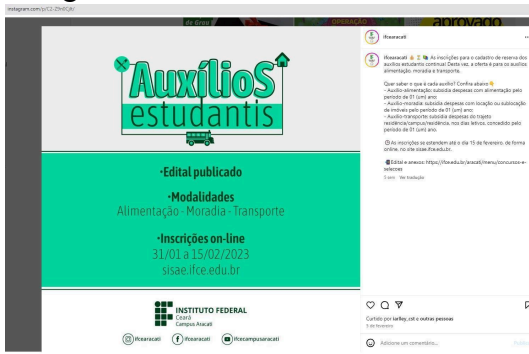 instagram.com/p/C2-Z9n0CjA/
de Grau
OPERAÇÃO
aprovado
AuxílioS
estudantis
•Edital publicado
•Modalidades
Alimentação - Moradia - Transporte
•Inscrições on-line
31/01 a 15/02/2023
sisae.ifce.edu.br
INSTITUTO FEDERAL
Ceará
Campus Aracati
ifcearacati
ifcearacati
ifcecampusaracati
ifcearacati
ifcearacati 🏠 🚌 As inscrições para o cadastro de reserva dos
auxílios estudantis continua! Desta vez, a oferta é para os auxílios
alimentação, moradia e transporte.
Quer saber o que é cada auxílio? Confira abaixo👇
- Auxílio-alimentação: subsidia despesas com alimentação pelo
período de 01 (um) ano;
- Auxílio-moradia: subsidia despesas com locação ou sublocação
de imóveis pelo período de 01 (um) ano;
- Auxílio-transporte: subsidia despesas do trajeto
residência/campus/residência, nos dias letivos, concedido pelo
período de 01 (um) ano.
As inscrições se estendem até o dia 15 de fevereiro, de forma
online, no site sisae.ifce.edu.br.
Edital e anexos: https://ifce.edu.br/aracati/menu/concursos-e-
selecoes
Ver tradução
Curtido por iarlley_cst e outras pessoas
5 de fevereiro
Adicione um comentário...